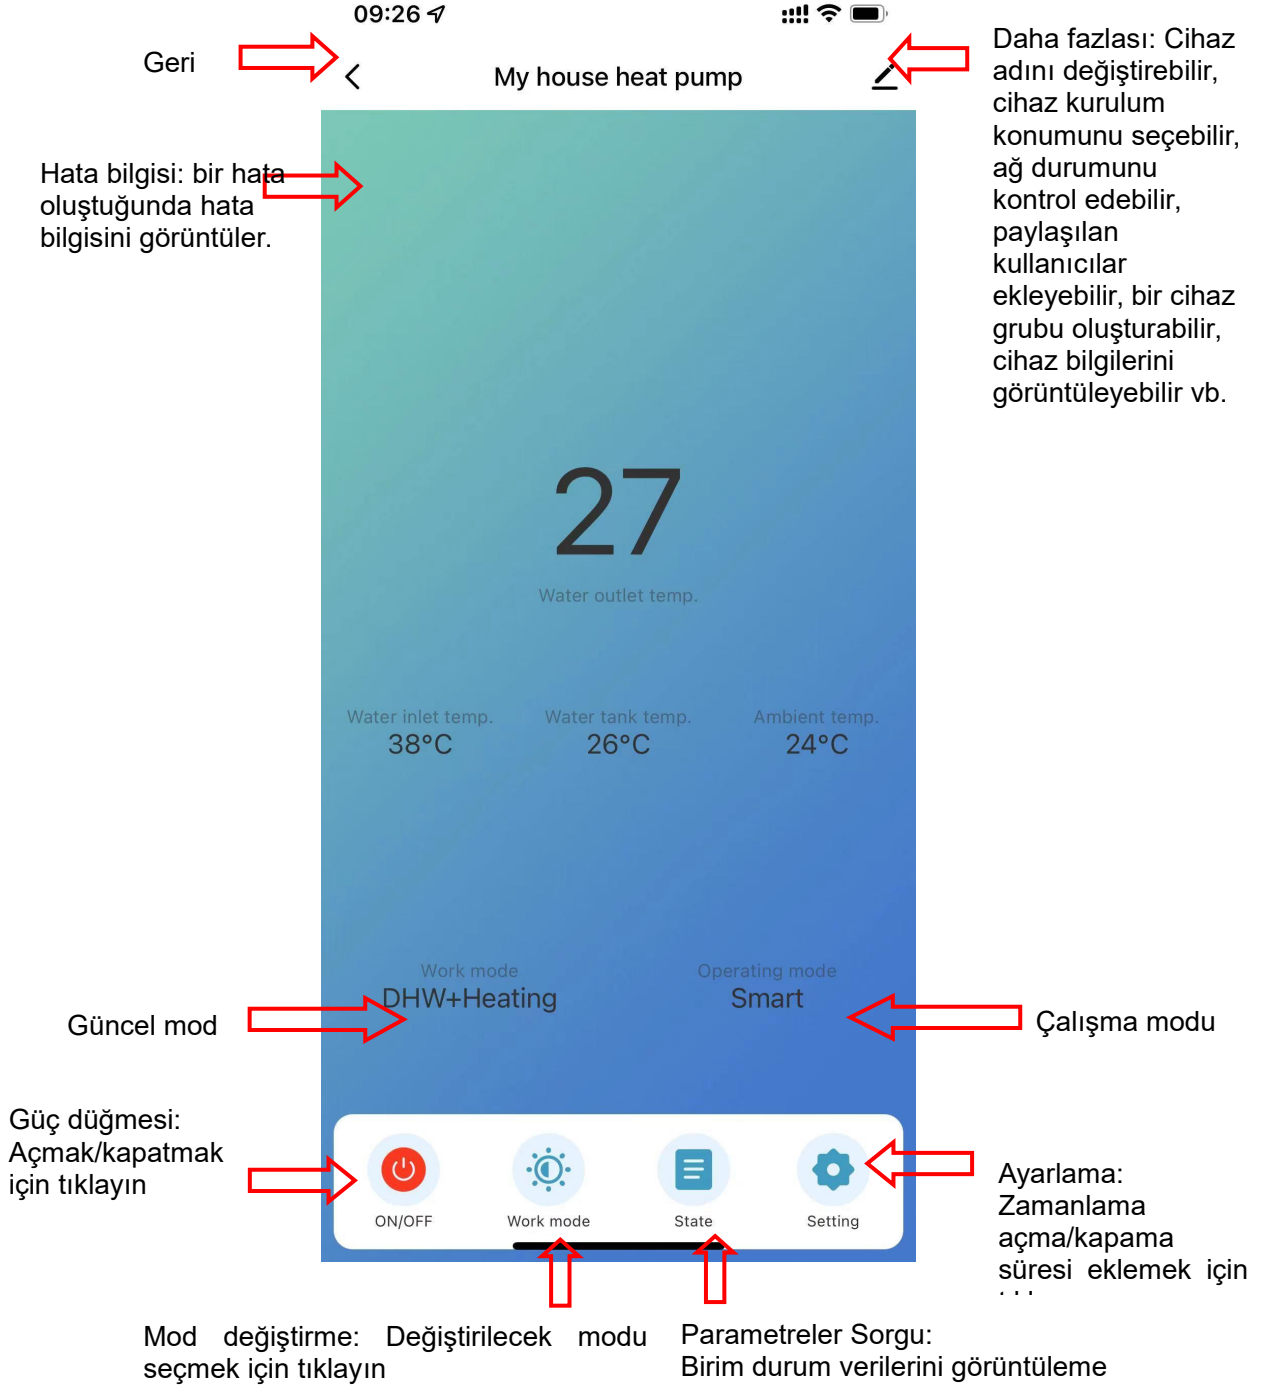 09:26
Geri
My house heat pump
Daha fazlası: Cihaz
adını değiştirebilir,
cihaz kurulum
konumunu seçebilir,
ağ durumunu
kontrol edebilir,
paylaşılan
kullanıcılar
ekleyebilir, bir cihaz
grubu oluşturabilir,
cihaz bilgilerini
görüntüleyebilir vb.
Hata bilgisi: bir hata
oluştuğunda hata
bilgisini görüntüler.
27
Water outlet temp.
Water inlet temp. Water tank temp. Ambient temp.
38°C 26°C 24°C
Work mode Operating mode
DHW+Heating Smart
Güncel mod
Çalışma modu
Güç düğmesi:
Açmak/kapatmak
için tıklayın
ON/OFF Work mode State Setting
Ayarlama:
Zamanlama
açma/kapama
süresi eklemek için
Mod değiştirme: Değiştirilecek modu
seçmek için tıklayın
Parametreler Sorgu:
Birim durum verilerini görüntüleme